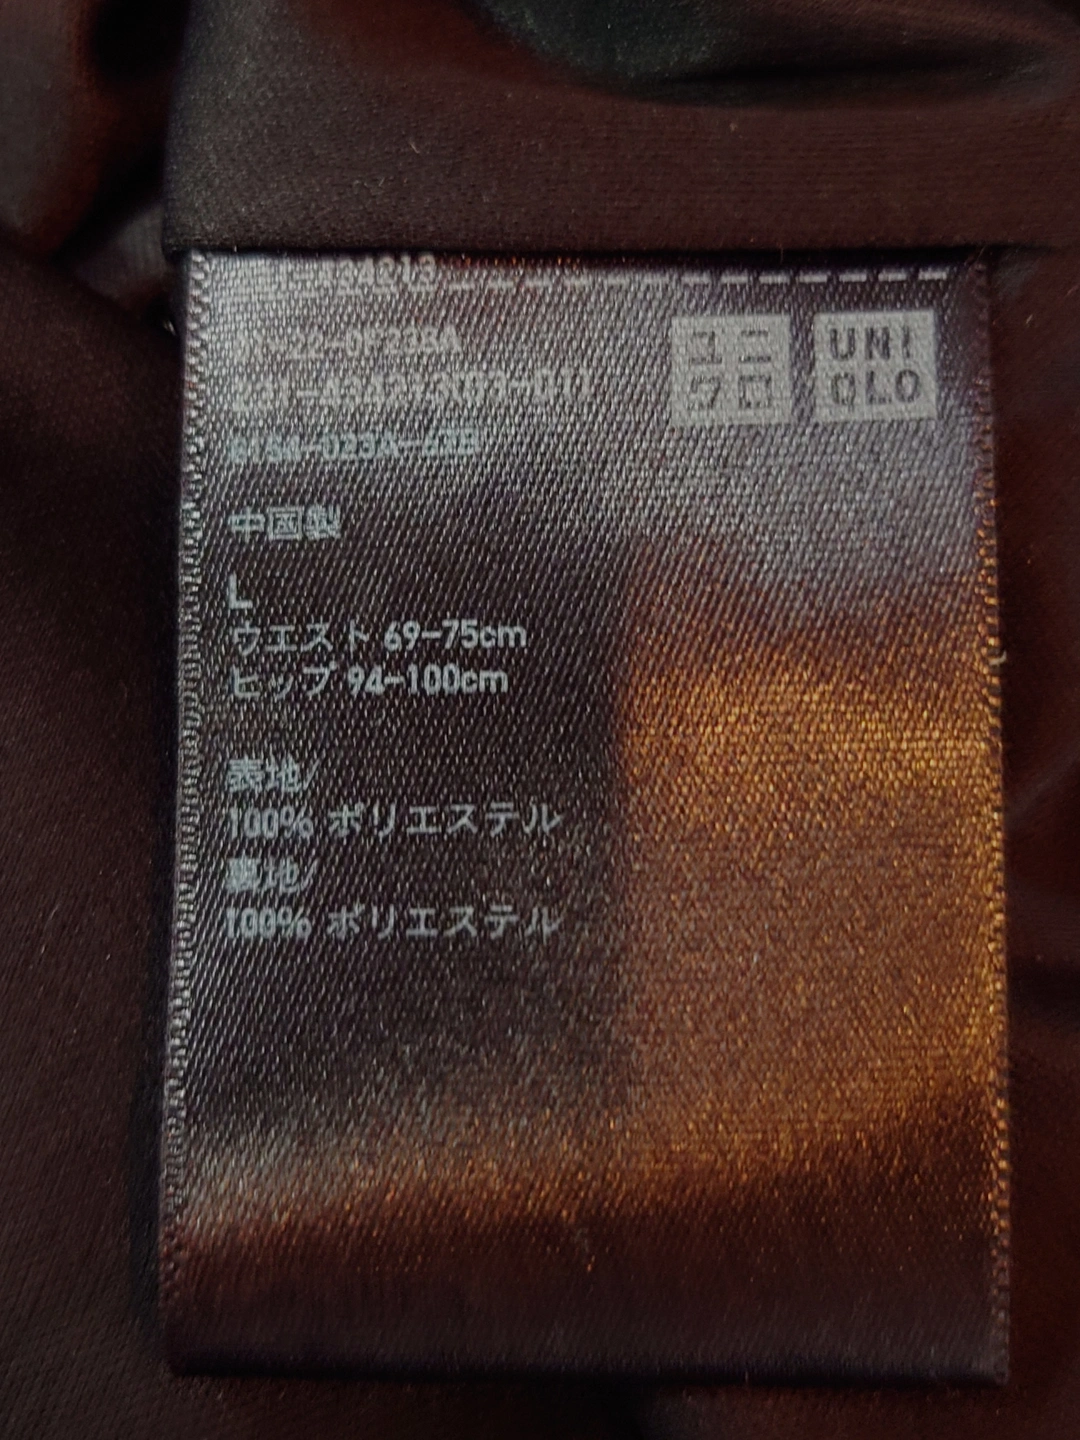 ユニ
クロ
UNI
QLO
中国製
L
ウエスト 69-75cm
ヒップ 94-100cm
表地/
100% ポリエステル
裏地/
100% ポリエステル